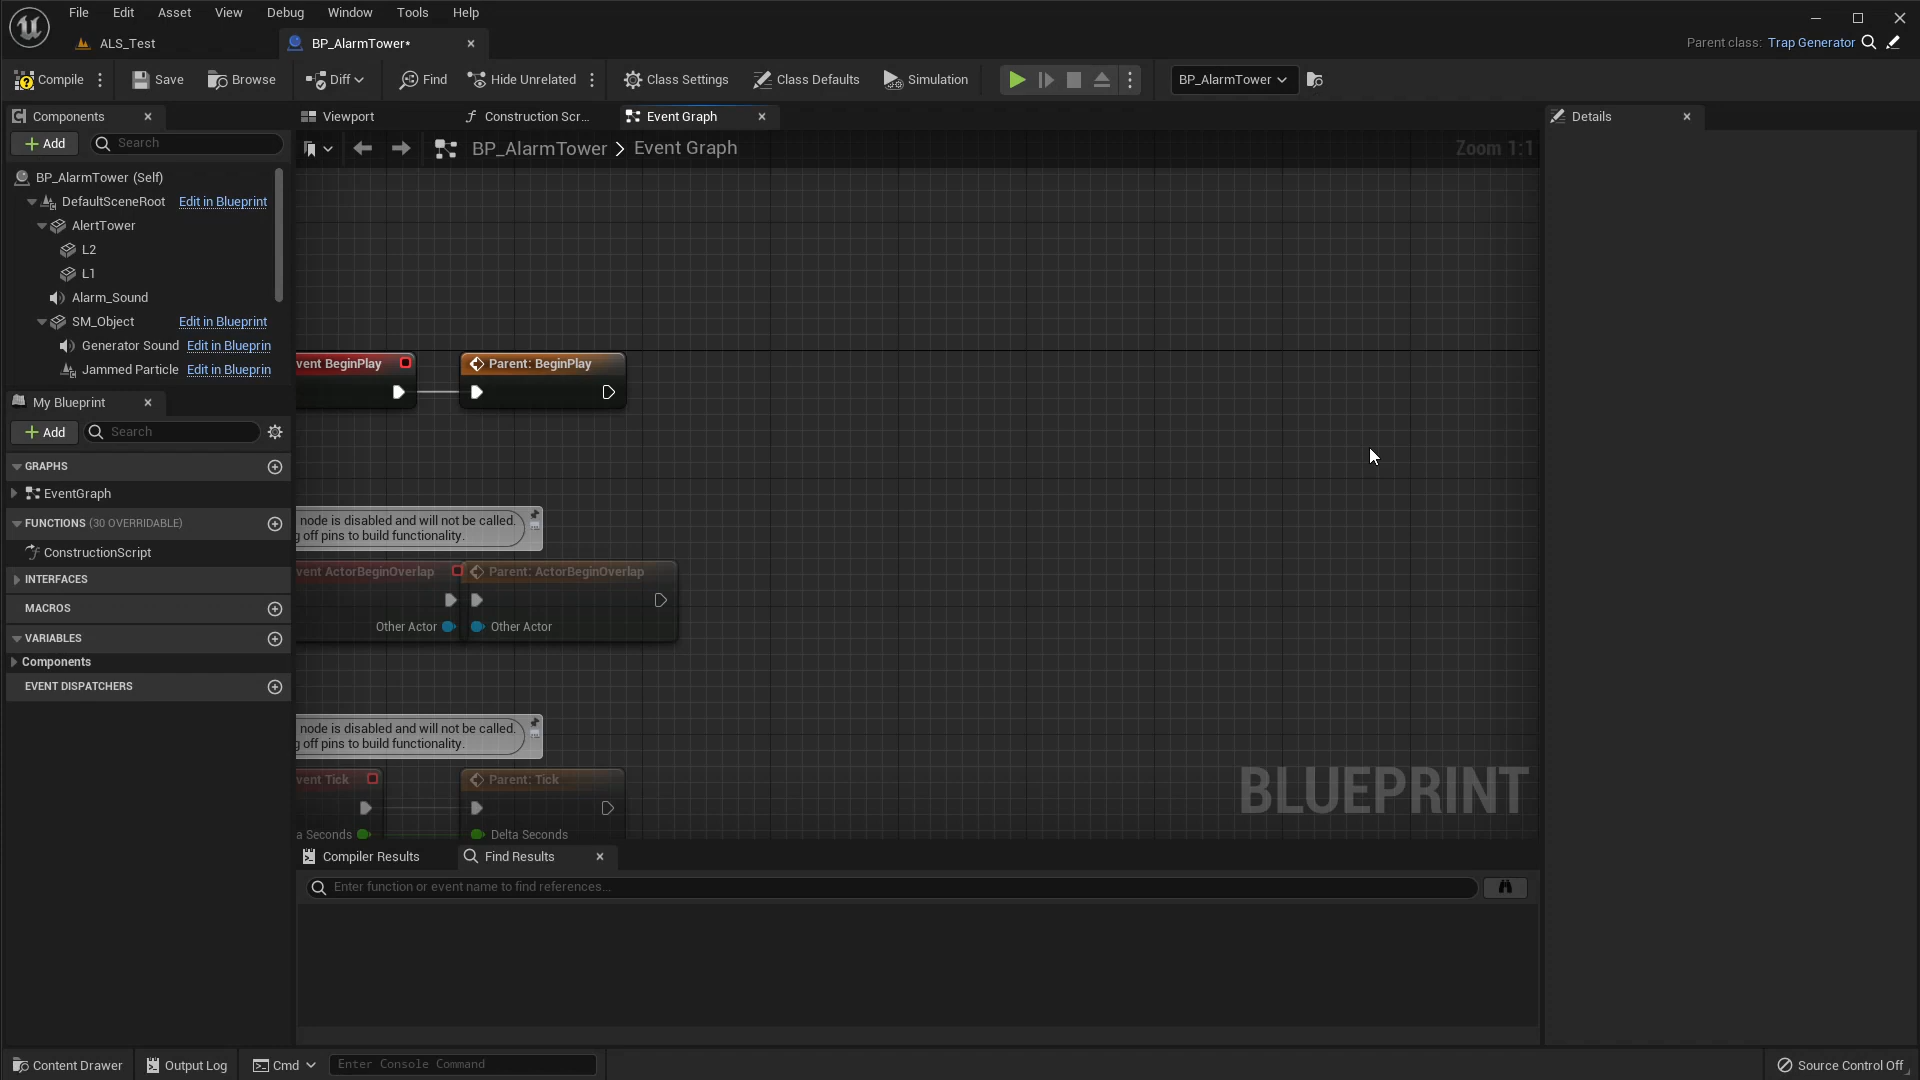 File Edit Asset View Debug Window Tools Help
ALS_Test
BP_AlarmTower*
Parent class: Trap Generator
Compile Save Browse Diff Find Hide Unrelated Class Settings Class Defaults Simulation BP_AlarmTower
Components
Viewport
Construction Scr...
Event Graph
Details
Add
Search
BP_AlarmTower > Event Graph
Zoom 1:1
BP_AlarmTower (Self)
DefaultSceneRoot Edit in Blueprint
AlertTower
L2
L1
Alarm_Sound
SM_Object Edit in Blueprint
Generator Sound Edit in Blueprin
Jammed Particle Edit in Blueprin
My Blueprint
Add
Search
GRAPHS
EventGraph
FUNCTIONS (30 OVERRIDABLE)
ConstructionScript
INTERFACES
MACROS
VARIABLES
Components
EVENT DISPATCHERS
vent BeginPlay
Parent: BeginPlay
node is disabled and will not be called.
g off pins to build functionality.
vent ActorBeginOverlap
Parent: ActorBeginOverlap
Other Actor
Other Actor
node is disabled and will not be called.
g off pins to build functionality.
vent Tick
Parent: Tick
a Seconds
Delta Seconds
BLUEPRINT
Compiler Results
Find Results
Enter function or event name to find references...
Content Drawer
Output Log
Cmd
Enter Console Command
Source Control Off